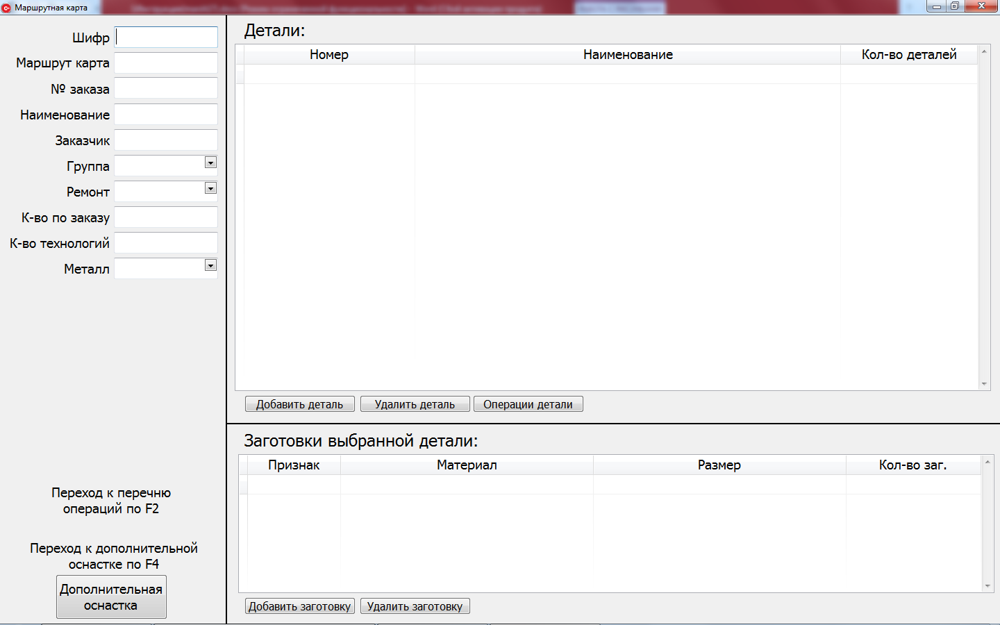 Маршрутная карта
Шифр
Маршрут карта
№ заказа
Наименование
Заказчик
Группа
Ремонт
К-во по заказу
К-во технологий
Металл
Переход к перечню
операций по F2
Переход к дополнительной
оснастке по F4
Дополнительная
оснастка
Детали:
Номер Наименование Кол-во деталей
Добавить деталь Удалить деталь Операции детали
Заготовки выбранной детали:
Признак Материал Размер Кол-во заг.
Добавить заготовку Удалить заготовку